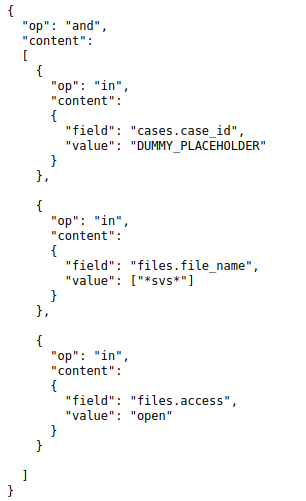 {
  "op": "and",
  "content":
  [
    {
      "op": "in",
      "content":
      {
        "field": "cases.case_id",
        "value": "DUMMY_PLACEHOLDER"
      }
    },

    {
      "op": "in",
      "content":
      {
        "field": "files.file_name",
        "value": ["*svs*"]
      }
    },

    {
      "op": "in",
      "content":
      {
        "field": "files.access",
        "value": "open"
      }
    }

  ]
}